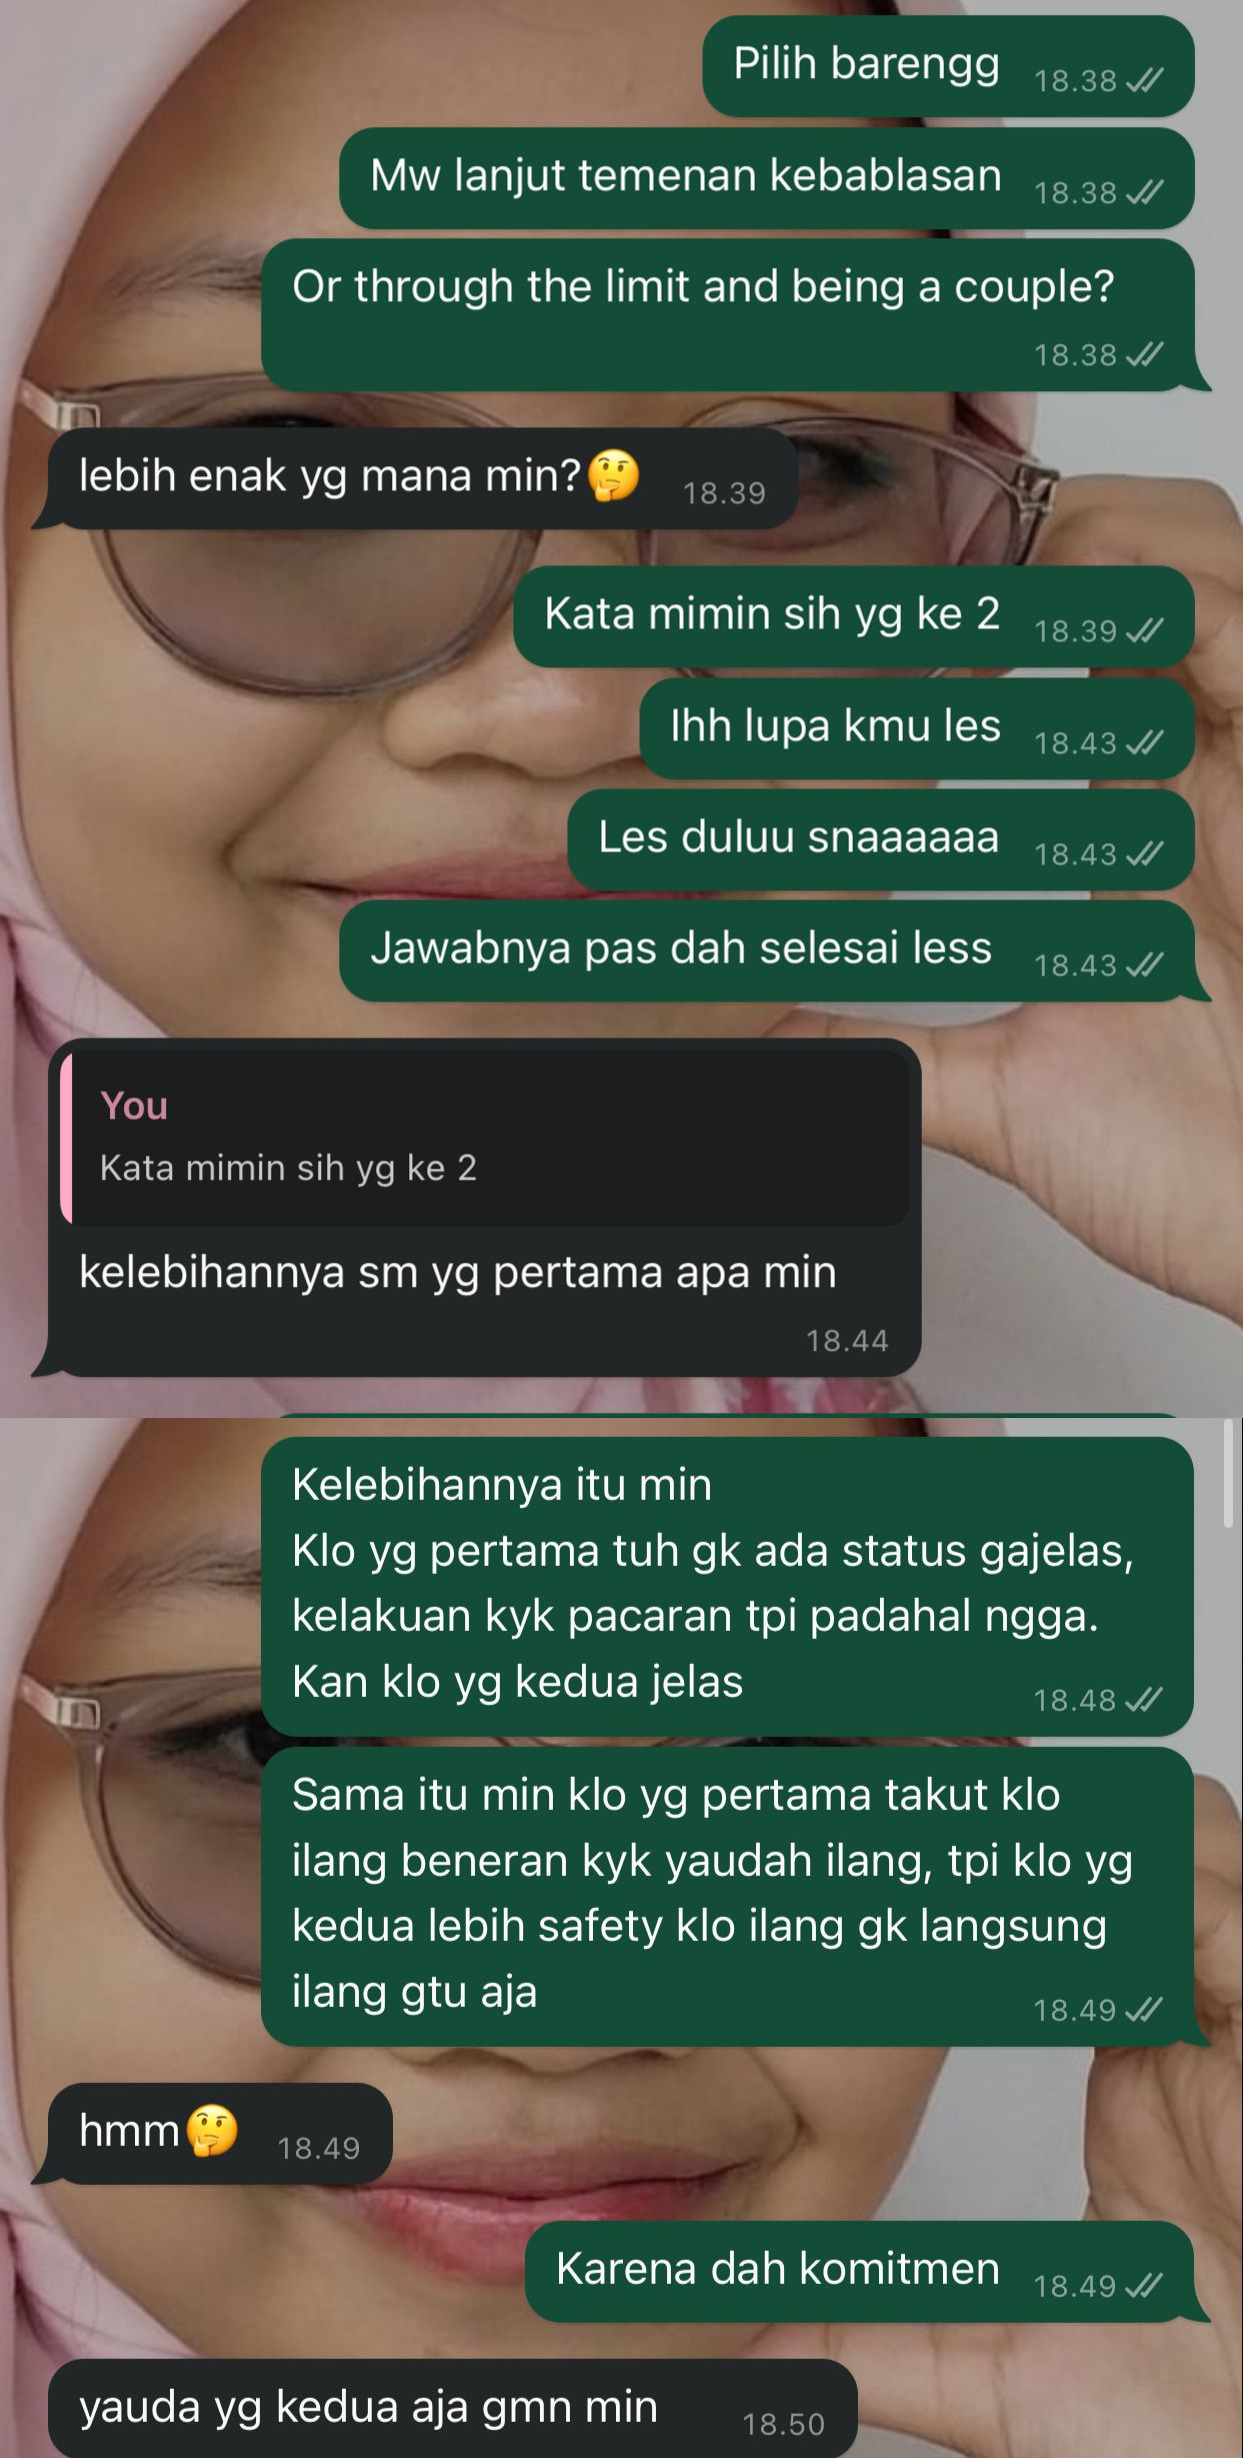 Pilih barengg 18.38
Mw lanjut temenan kebablasan 18.38
Or through the limit and being a couple?
18.38
lebih enak yg mana min?🤔 18.39
Kata mimin sih yg ke 2 18.39
Ihh lupa kmu les 18.43
Les duluu snaaaaaa 18.43
Jawabnya pas dah selesai less 18.43
You
Kata mimin sih yg ke 2
kelebihannya sm yg pertama apa min
18.44
Kelebihannya itu min
Klo yg pertama tuh gk ada status gajelas,
kelakuan kyk pacaran tpi padahal ngga.
Kan klo yg kedua jelas 18.48
Sama itu min klo yg pertama takut klo
ilang beneran kyk yaudah ilang, tpi klo yg
kedua lebih safety klo ilang gk langsung
ilang gtu aja 18.49
hmm🤔 18.49
Karena dah komitmen 18.49
yauda yg kedua aja gmn min 18.50